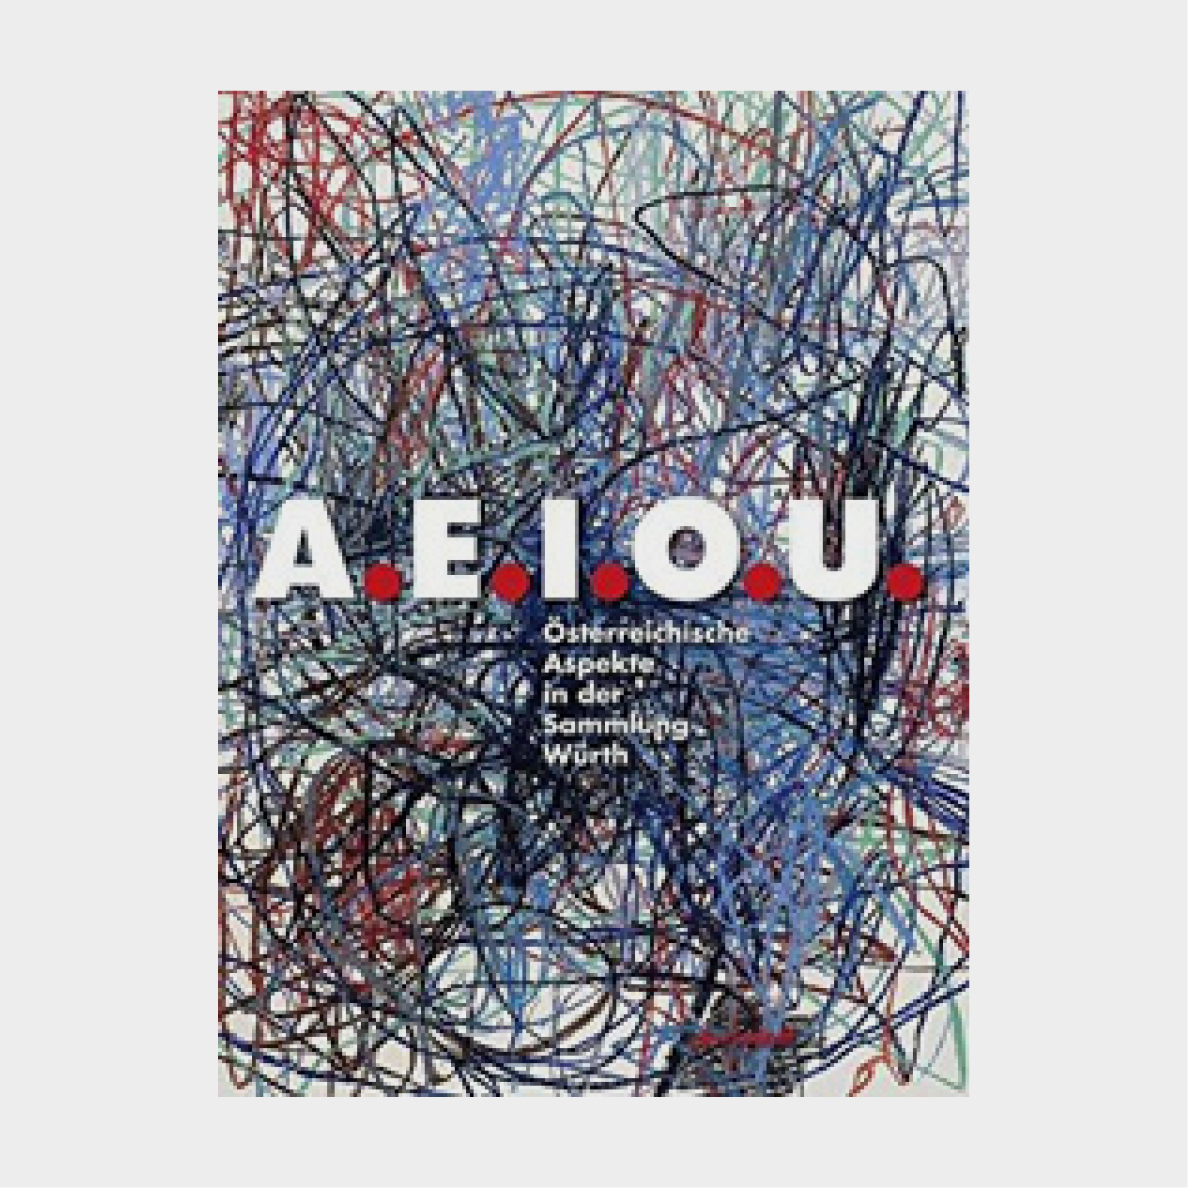 A.E.I.O.U.
Österreichische
Aspekte
in der
Sammlung
Würth